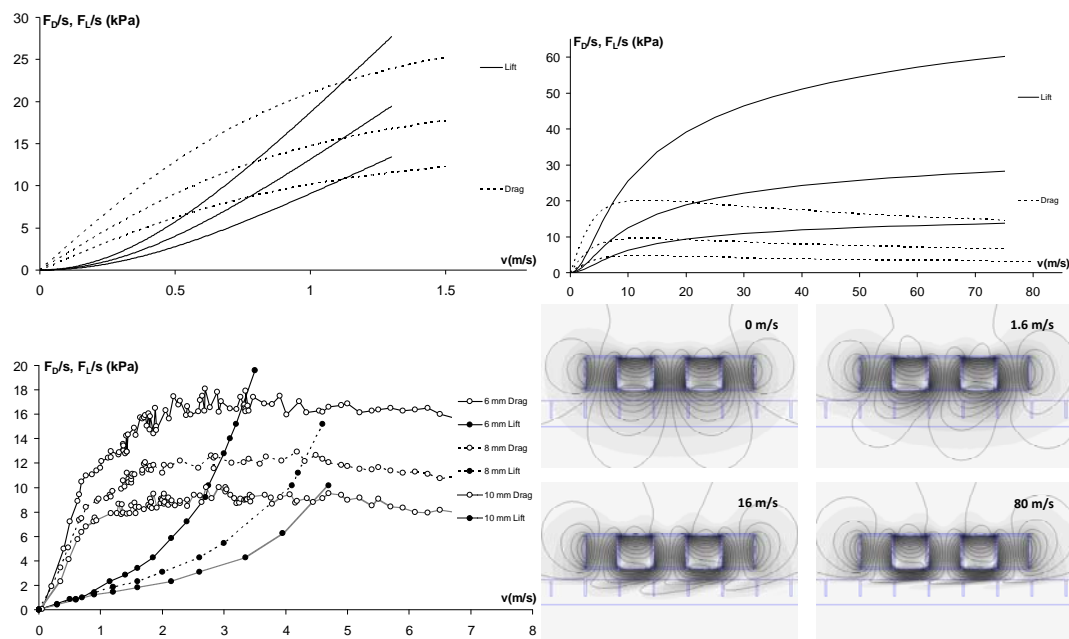 F_D/s, F_L/s (kPa)
30
25
20
15
10
5
0
0
0.5
1
1.5
v(m/s)
Lift
Drag
F_D/s, F_L/s (kPa)
60
50
40
30
20
10
0
0
10
20
30
40
50
60
70
80
v(m/s)
Lift
Drag
F_D/s, F_L/s (kPa)
20
18
16
14
12
10
8
6
4
2
0
0
1
2
3
4
5
6
7
8
v(m/s)
6 mm Drag
6 mm Lift
8 mm Drag
8 mm Lift
10 mm Drag
10 mm Lift
0 m/s
1.6 m/s
16 m/s
80 m/s